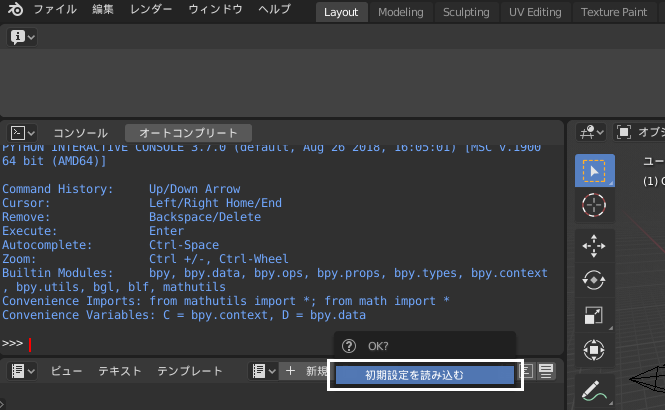 ファイル 編集 レンダー ウィンドウ ヘルプ Layout Modeling Sculpting UV Editing Texture Paint
コンソール オートコンプリート
オブジ
PYTHON INTERACTIVE CONSOLE 3.7.0 (default, Aug 26 2018, 16:05:01) [MSC v.1900
64 bit (AMD64)]
ユー
(1) C
Command History: Up/Down Arrow
Cursor: Left/Right Home/End
Remove: Backspace/Delete
Execute: Enter
Autocomplete: Ctrl-Space
Zoom: Ctrl +/-, Ctrl-Wheel
Builtin Modules: bpy, bpy.data, bpy.ops, bpy.props, bpy.types, bpy.context
, bpy.utils, bgl, blf, mathutils
Convenience Imports: from mathutils import *; from math import *
Convenience Variables: C = bpy.context, D = bpy.data
>>>
OK?
初期設定を読み込む
ビュー テキスト テンプレート + 新規